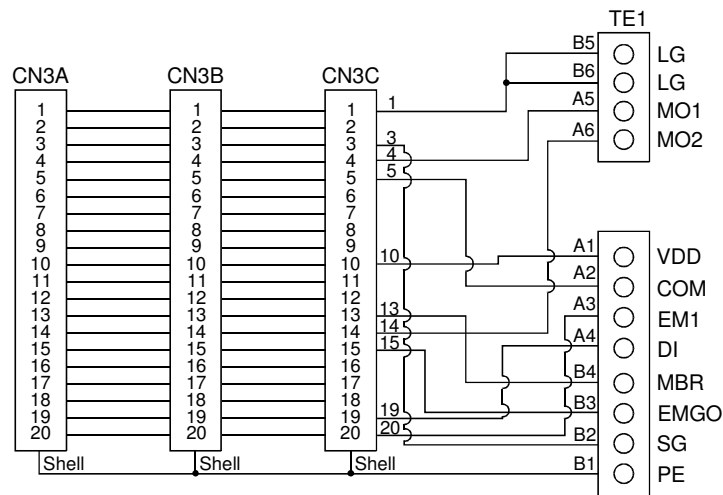 TE1
B5 LG
CN3A CN3B CN3C
B6 LG
1 1 1 1 A5 MO1
2 2 2
3 3 3 3 A6 MO2
4 4 4 4
5 5 5 5
6 6 6
7 7 7
8 8 8
9 9 9 A1 VDD
10 10 10 10
11 11 11 A2 COM
12 12 12 A3 EM1
13 13 13 13
14 14 14 14 A4 DI
15 15 15 15
16 16 16 B4 MBR
17 17 17
18 18 18 B3 EMGO
19 19 19 19
20 20 20 20 B2 SG
Shell Shell Shell B1 PE